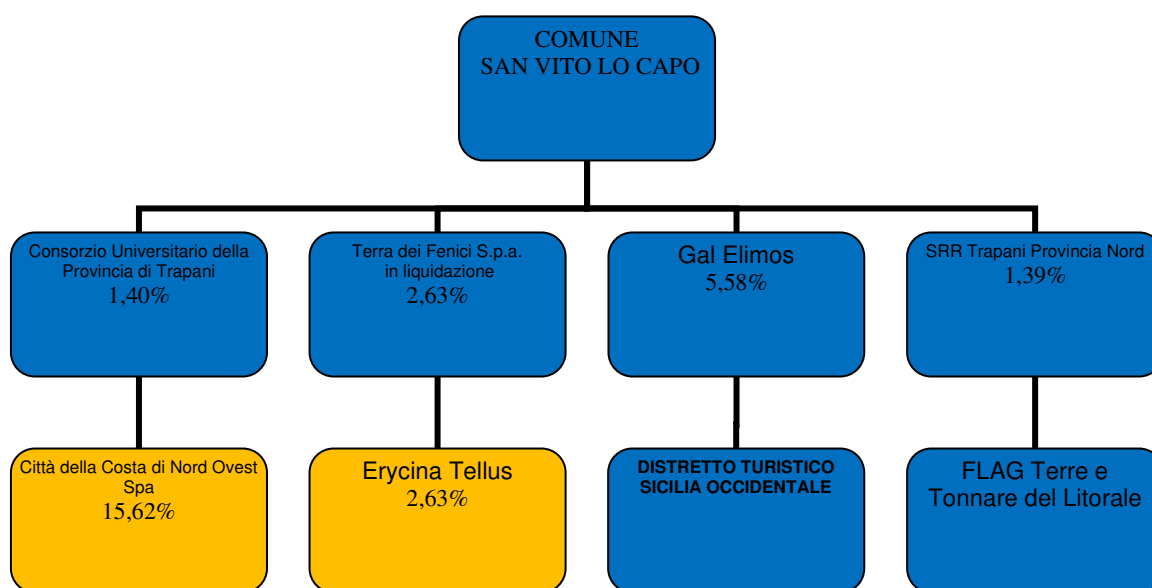 COMUNE
SAN VITO LO CAPO
Consorzio Universitario della
Provincia di Trapani
1,40%
Terra dei Fenici S.p.a.
in liquidazione
2,63%
Gal Elimos
5,58%
SRR Trapani Provincia Nord
1,39%
Città della Costa di Nord Ovest
Spa
15,62%
Erycina Tellus
2,63%
DISTRETTO TURISTICO
SICILIA OCCIDENTALE
FLAG Terre e
Tonnare del Litorale